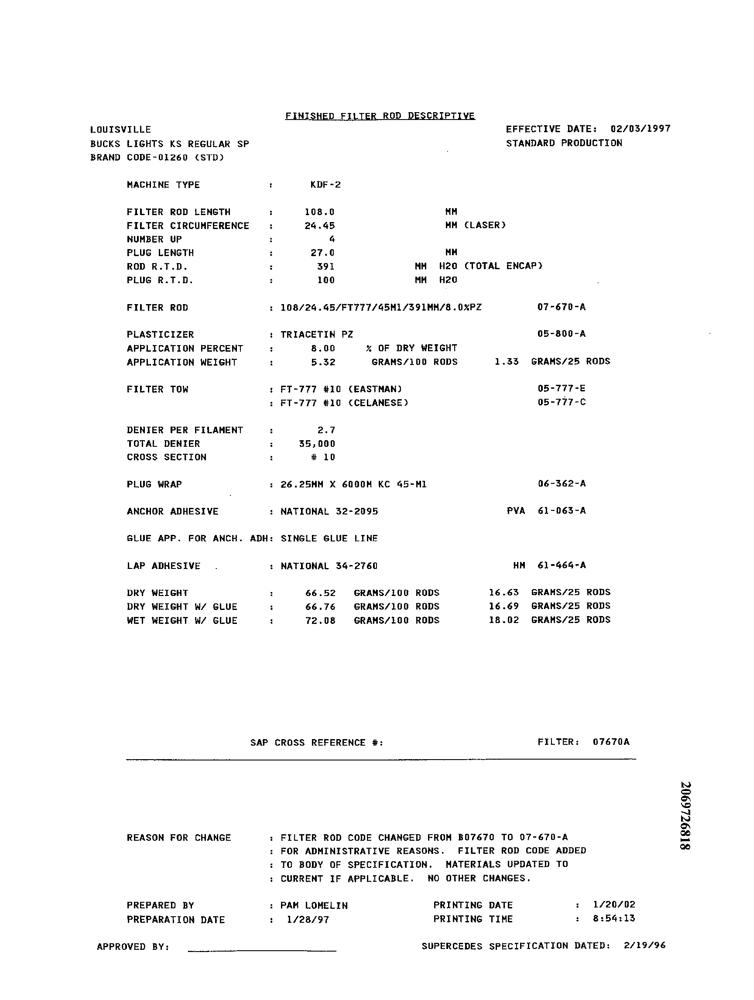 FINISHED FILTER ROD DESCRIPTIVE
LOUISVILLE EFFECTIVE DATE: 02/03/1997
BUCKS LIGHTS KS REGULAR SP STANDARD PRODUCTION
BRAND CODE-01260 (STD)
MACHINE TYPE : KDF-2
FILTER ROD LENGTH : 108.0 MM
FILTER CIRCUMFERENCE : 24.45 MM (LASER)
NUMBER UP : 4
PLUG LENGTH : 27.0 MM
ROD R.T.D. : 391 MM H2O (TOTAL ENCAP)
PLUG R.T.D. : 100 MM H2O
FILTER ROD : 108/24.45/FT777/45M1/391MM/8.0%PZ 07-670-A
PLASTICIZER : TRIACETIN PZ 05-800-A
APPLICATION PERCENT : 8.00 % OF DRY WEIGHT
APPLICATION WEIGHT : 5.32 GRAMS/100 RODS 1.33 GRAMS/25 RODS
FILTER TOW : FT-777 #10 (EASTMAN) 05-777-E
: FT-777 #10 (CELANESE) 05-777-C
DENIER PER FILAMENT : 2.7
TOTAL DENIER : 35,000
CROSS SECTION : # 10
PLUG WRAP : 26.25MM X 6000M KC 45-M1 06-362-A
ANCHOR ADHESIVE : NATIONAL 32-2095 PVA 61-063-A
GLUE APP. FOR ANCH. ADH: SINGLE GLUE LINE
LAP ADHESIVE : NATIONAL 34-2760 HM 61-464-A
DRY WEIGHT : 66.52 GRAMS/100 RODS 16.63 GRAMS/25 RODS
DRY WEIGHT W/ GLUE : 66.76 GRAMS/100 RODS 16.69 GRAMS/25 RODS
WET WEIGHT W/ GLUE : 72.08 GRAMS/100 RODS 18.02 GRAMS/25 RODS
SAP CROSS REFERENCE #: FILTER: 07670A
2069726818
REASON FOR CHANGE : FILTER ROD CODE CHANGED FROM B07670 TO 07-670-A
: FOR ADMINISTRATIVE REASONS. FILTER ROD CODE ADDED
: TO BODY OF SPECIFICATION. MATERIALS UPDATED TO
: CURRENT IF APPLICABLE. NO OTHER CHANGES.
PREPARED BY : PAM LOMELIN PRINTING DATE : 1/20/02
PREPARATION DATE : 1/28/97 PRINTING TIME : 8:54:13
APPROVED BY: SUPERCEDES SPECIFICATION DATED: 2/19/96